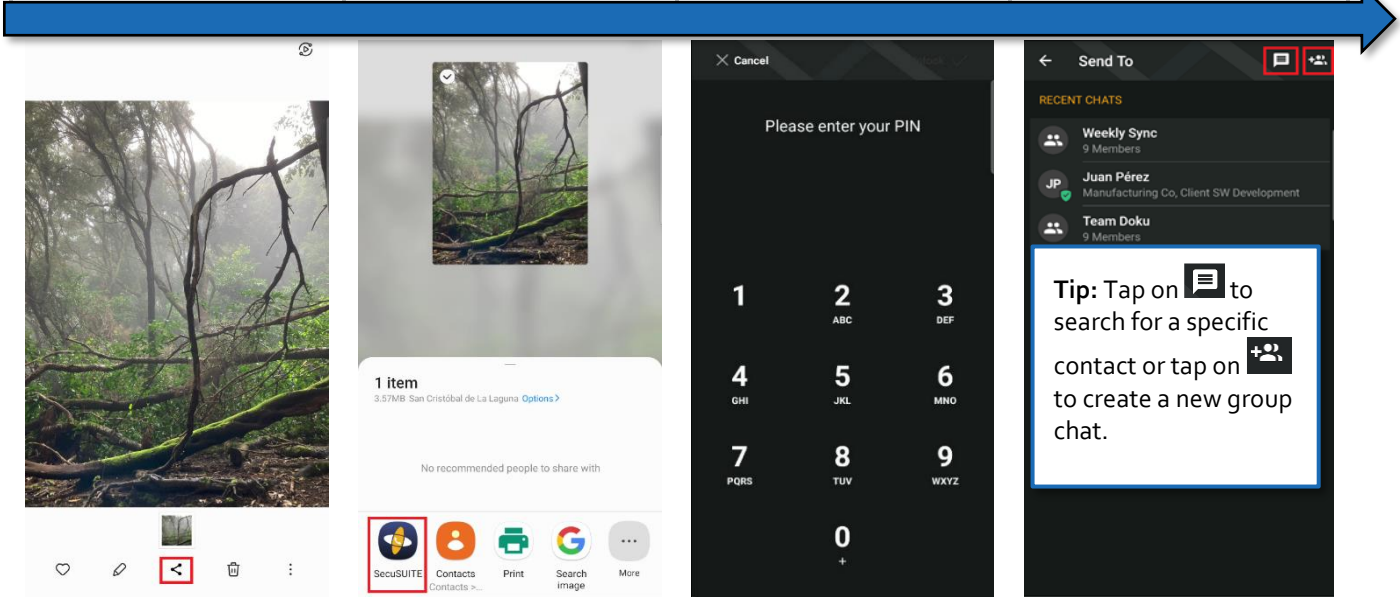 1 item
3.57MB San Cristóbal de La Laguna Options >
No recommended people to share with
SecuSUITE
Contacts
Contacts >...
Print
Search
image
More
Cancel
Please enter your PIN
1
2
ABC
3
DEF
4
GHI
5
JKL
6
MNO
7
PQRS
8
TUV
9
WXYZ
0
+
Send To
RECENT CHATS
Weekly Sync
9 Members
JP
Juan Pérez
Manufacturing Co, Client SW Development
Team Doku
9 Members
Tip: Tap on to
search for a specific
contact or tap on
to create a new group
chat.